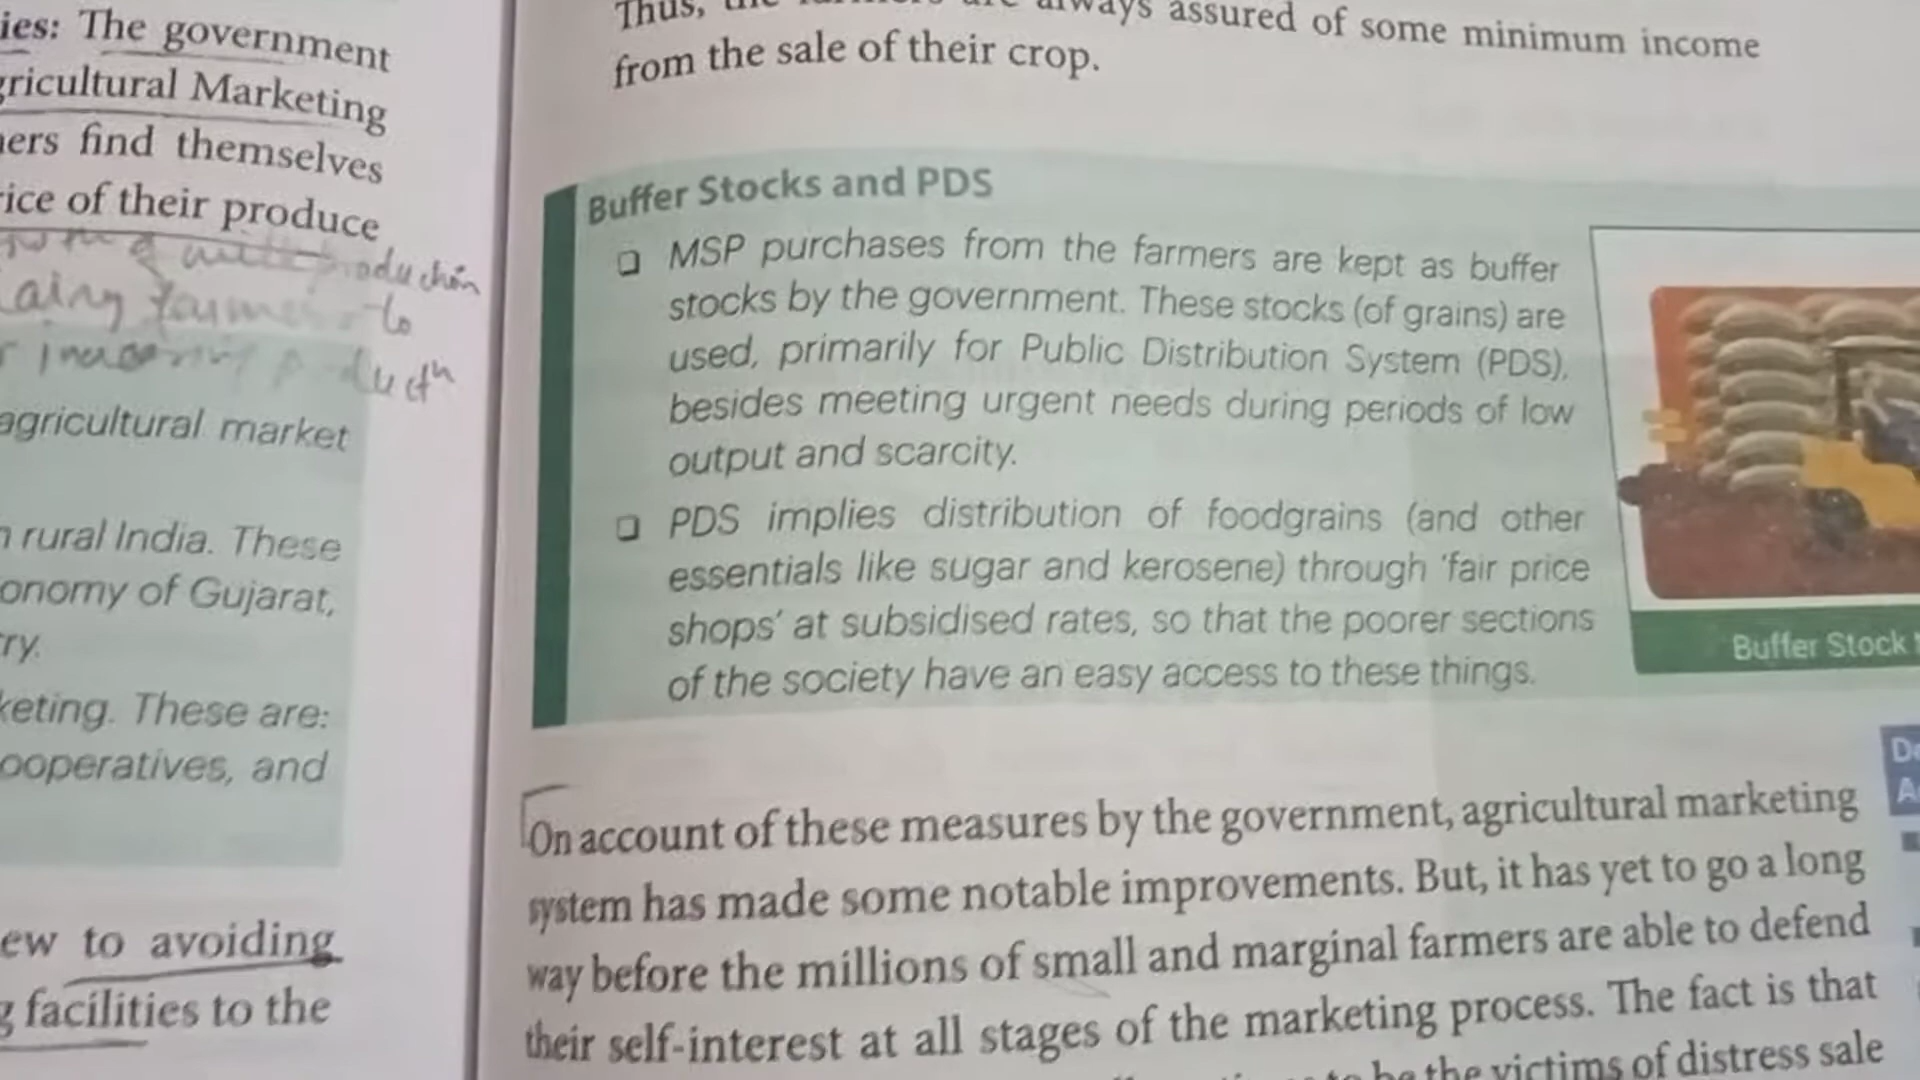 ies: The government
gricultural Marketing
ers find themselves
rice of their produce
production
farmer to
agricultural market
n rural India. These
onomy of Gujarat,
ry.
keting. These are:
ooperatives, and
ew to avoiding
g facilities to the
Thus, the farmers are always assured of some minimum income
from the sale of their crop.
Buffer Stocks and PDS
❑ MSP purchases from the farmers are kept as buffer
stocks by the government. These stocks (of grains) are
used, primarily for Public Distribution System (PDS),
besides meeting urgent needs during periods of low
output and scarcity.
❑ PDS implies distribution of foodgrains (and other
essentials like sugar and kerosene) through 'fair price
shops' at subsidised rates, so that the poorer sections
of the society have an easy access to these things.
Buffer Stock
On account of these measures by the government, agricultural marketing
system has made some notable improvements. But, it has yet to go a long
way before the millions of small and marginal farmers are able to defend
their self-interest at all stages of the marketing process. The fact is that
to be the victims of distress sale